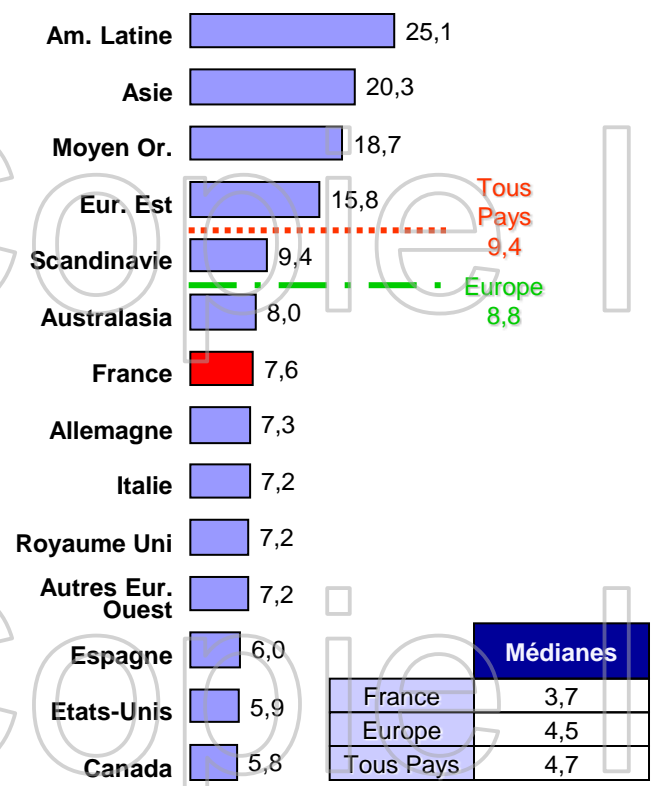 Am. Latine 25,1
Asie 20,3
Moyen Or. 18,7
Eur. Est 15,8
Tous
Pays
9,4
Scandinavie 9,4
Europe
8,8
Australasia 8,0
France 7,6
Allemagne 7,3
Italie 7,2
Royaume Uni 7,2
Autres Eur.
Ouest 7,2
Espagne 6,0
Etats-Unis 5,9
Canada 5,8
Médianes
France 3,7
Europe 4,5
Tous Pays 4,7
Copie l
Copie l